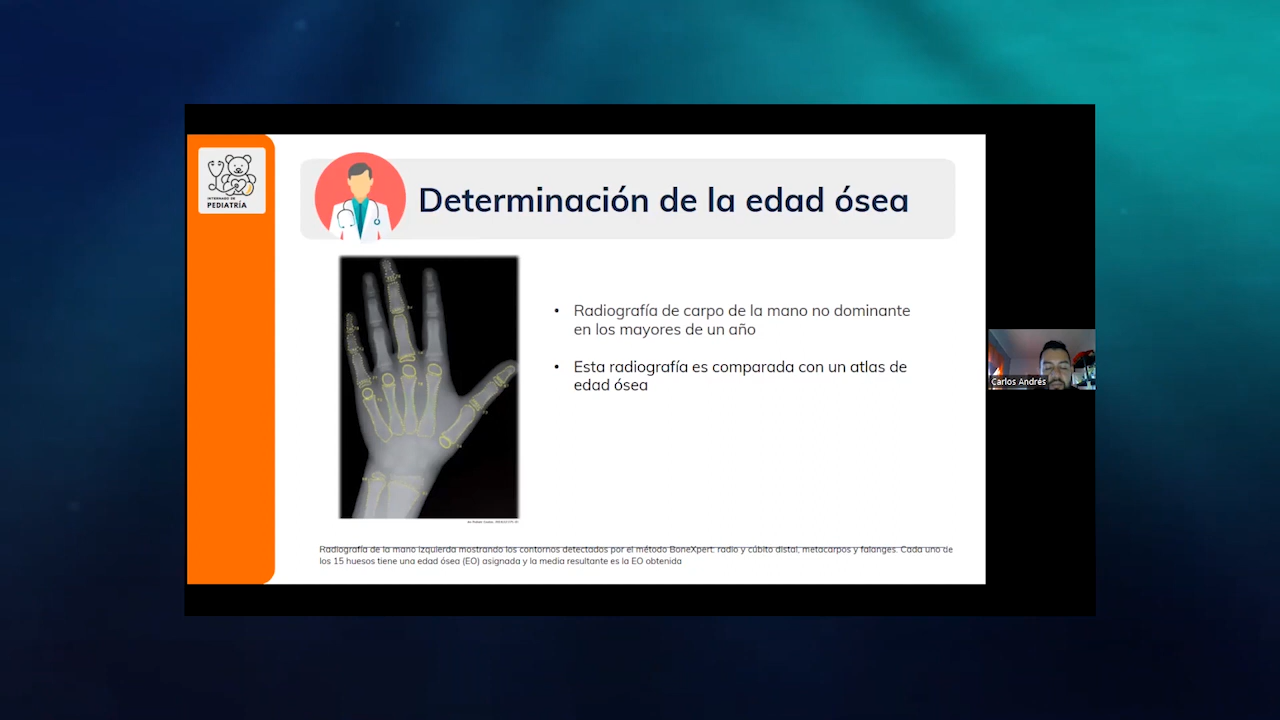 INTERNADO DE
PEDIATRÍA
Determinación de la edad ósea
• Radiografía de carpo de la mano no dominante
en los mayores de un año
• Esta radiografía es comparada con un atlas de
edad ósea
Carlos Andrés
Radiografía de la mano izquierda mostrando los contornos detectados por el método BoneXpert: radio y cúbito distal, metacarpos y falanges. Cada uno de
los 15 huesos tiene una edad ósea (EO) asignada y la media resultante es la EO obtenida